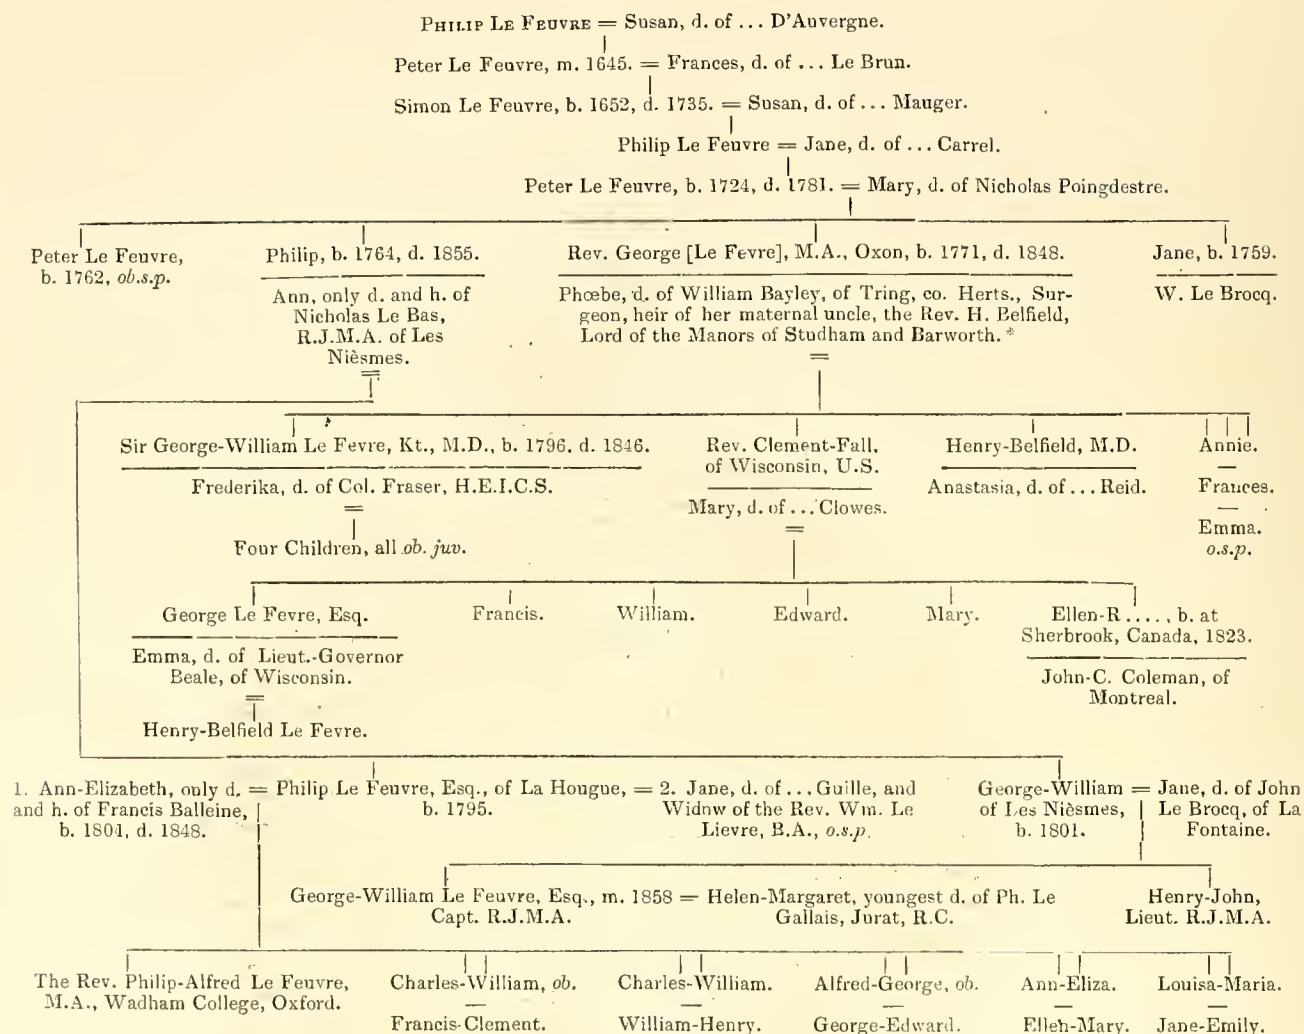 PHILIP LE FEUVRE = Susan, d. of ... D'Auvergne.
Peter Le Feuvre, m. 1645. = Frances, d. of ... Le Brun.
Simon Le Feuvre, b. 1652, d. 1735. = Susan, d. of ... Mauger.
Philip Le Feuvre = Jane, d. of ... Carrel.
Peter Le Feuvre, b. 1724, d. 1781. = Mary, d. of Nicholas Poingdestre.
Peter Le Feuvre,
b. 1762, ob.s.p.
Philip, b. 1764, d. 1855.
Ann, only d. and h. of
Nicholas Le Bas,
R.J.M.A. of Les
Nièsmes.
=
Rev. George [Le Fevre], M.A., Oxon, b. 1771, d. 1848.
Phœbe, d. of William Bayley, of Tring, co. Herts., Sur-
geon, heir of her maternal uncle, the Rev. H. Belfield,
Lord of the Manors of Studham and Barworth.*
=
Jane, b. 1759.
W. Le Brocq.
Sir George-William Le Fevre, Kt., M.D., b. 1796. d. 1846.
Frederika, d. of Col. Fraser, H.E.I.C.S.
=
Four Children, all ob. juv.
Rev. Clement-Fall.
of Wisconsin, U.S.
Mary, d. of ... Clowes.
=
Henry-Belfield, M.D.
Anastasia, d. of ... Reid.
Annie.
—
Frances.
—
Emma.
o.s.p.
George Le Fevre, Esq.
Emma, d. of Lieut.-Governor
Beale, of Wisconsin.
=
Henry-Belfield Le Fevre.
Francis.
William.
Edward.
Mary.
Ellen-R...., b. at
Sherbrook, Canada, 1823.
John-C. Coleman, of
Montreal.
1. Ann-Elizabeth, only d. = Philip Le Feuvre, Esq., of La Hougue, = 2. Jane, d. of ... Guille, and
and h. of Francis Balleine, b. 1795. Widnw of the Rev. Wm. Le
b. 1804, d. 1848. Lievre, B.A., o.s.p.
George-William = Jane, d. of John
of Les Nièsmes, Le Brocq, of La
b. 1801. Fontaine.
George-William Le Feuvre, Esq., m. 1858 = Helen-Margaret, youngest d. of Ph. Le
Capt. R.J.M.A. Gallais, Jurat, R.C.
Henry-John,
Lieut. R.J.M.A.
The Rev. Philip-Alfred Le Feuvre,
M.A., Wadham College, Oxford.
Charles-William, ob.
—
Francis-Clement.
Charles-William.
—
William-Henry.
Alfred-George, ob.
—
George-Edward.
Ann-Eliza.
—
Elleh-Mary.
Louisa-Maria.
—
Jane-Emily.